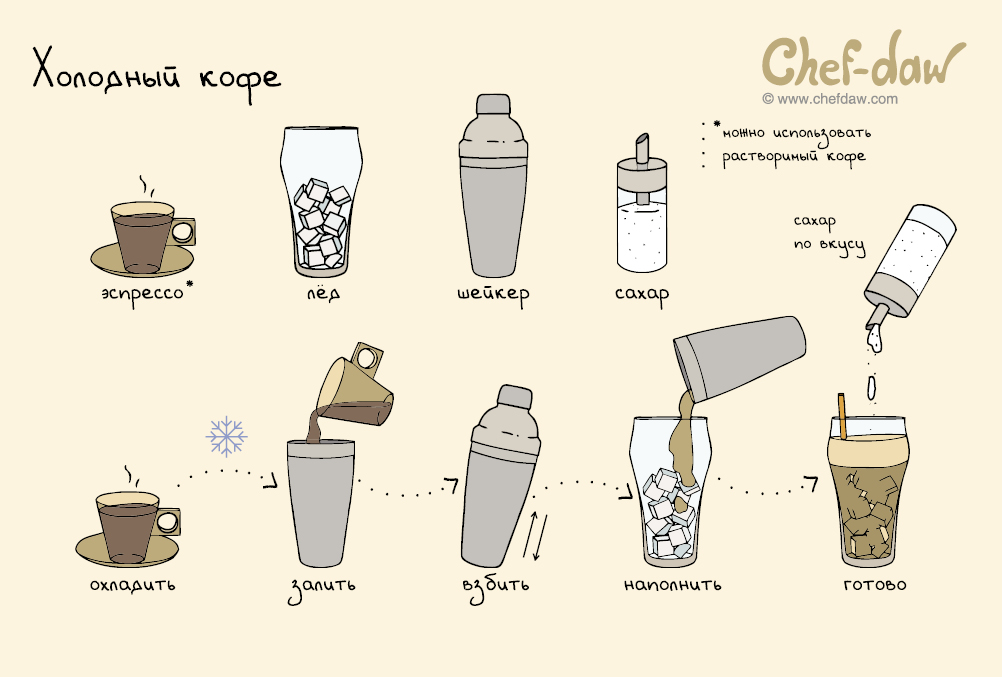 Холодный кофе
Chef-daw
© www.chefdaw.com
*можно использовать
растворимый кофе
эспрессо*
лёд
шейкер
сахар
сахар
по вкусу
охладить
залить
взбить
наполнить
готово